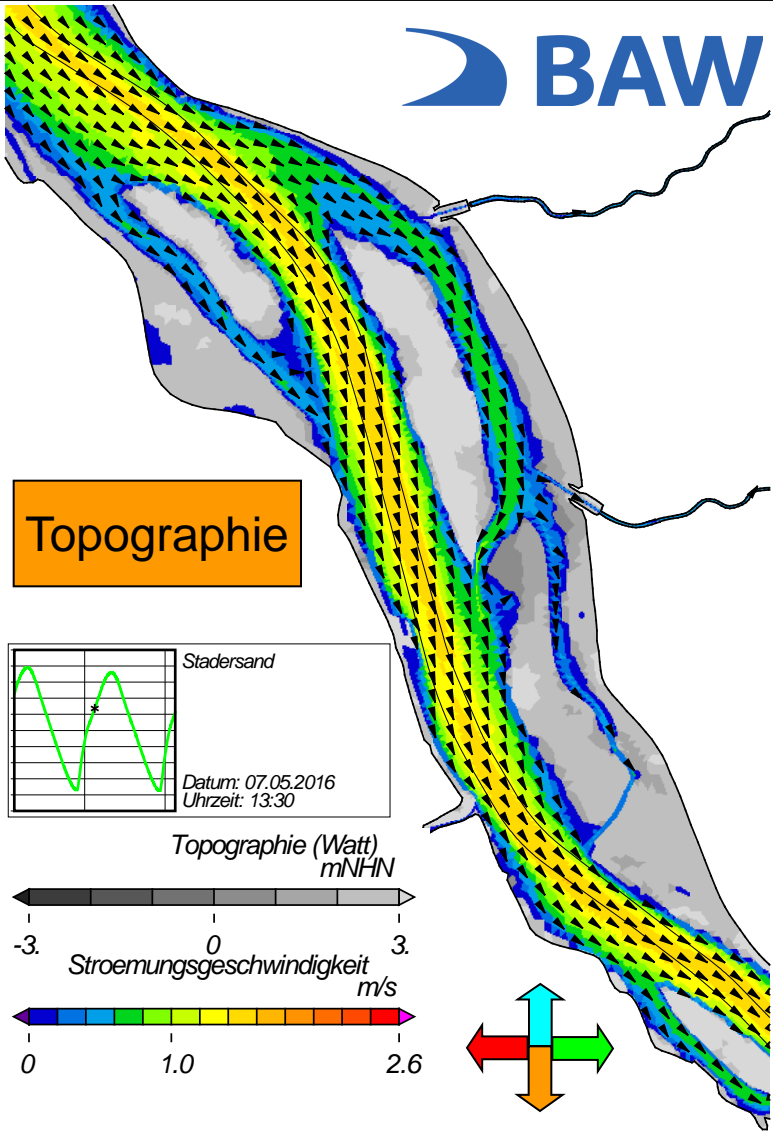 BAW
Topographie
Stadersand
Datum: 07.05.2016
Uhrzeit: 13:30
Topographie (Watt)
mNHN
-3. 0 3.
Stroemungsgeschwindigkeit
m/s
0 1.0 2.6